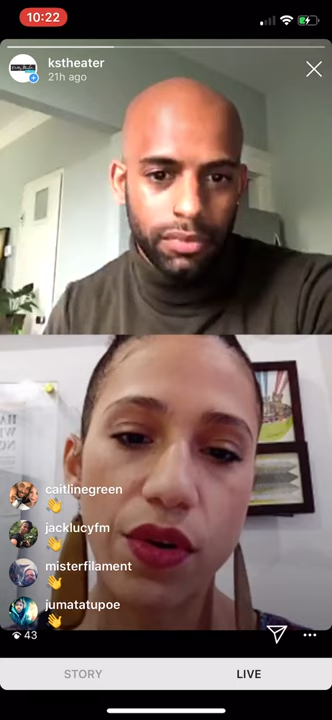 10:22
kstheater
21h ago
caitlinegreen
jacklucyfm
misterfilament
jumatatupoe
43
STORY
LIVE